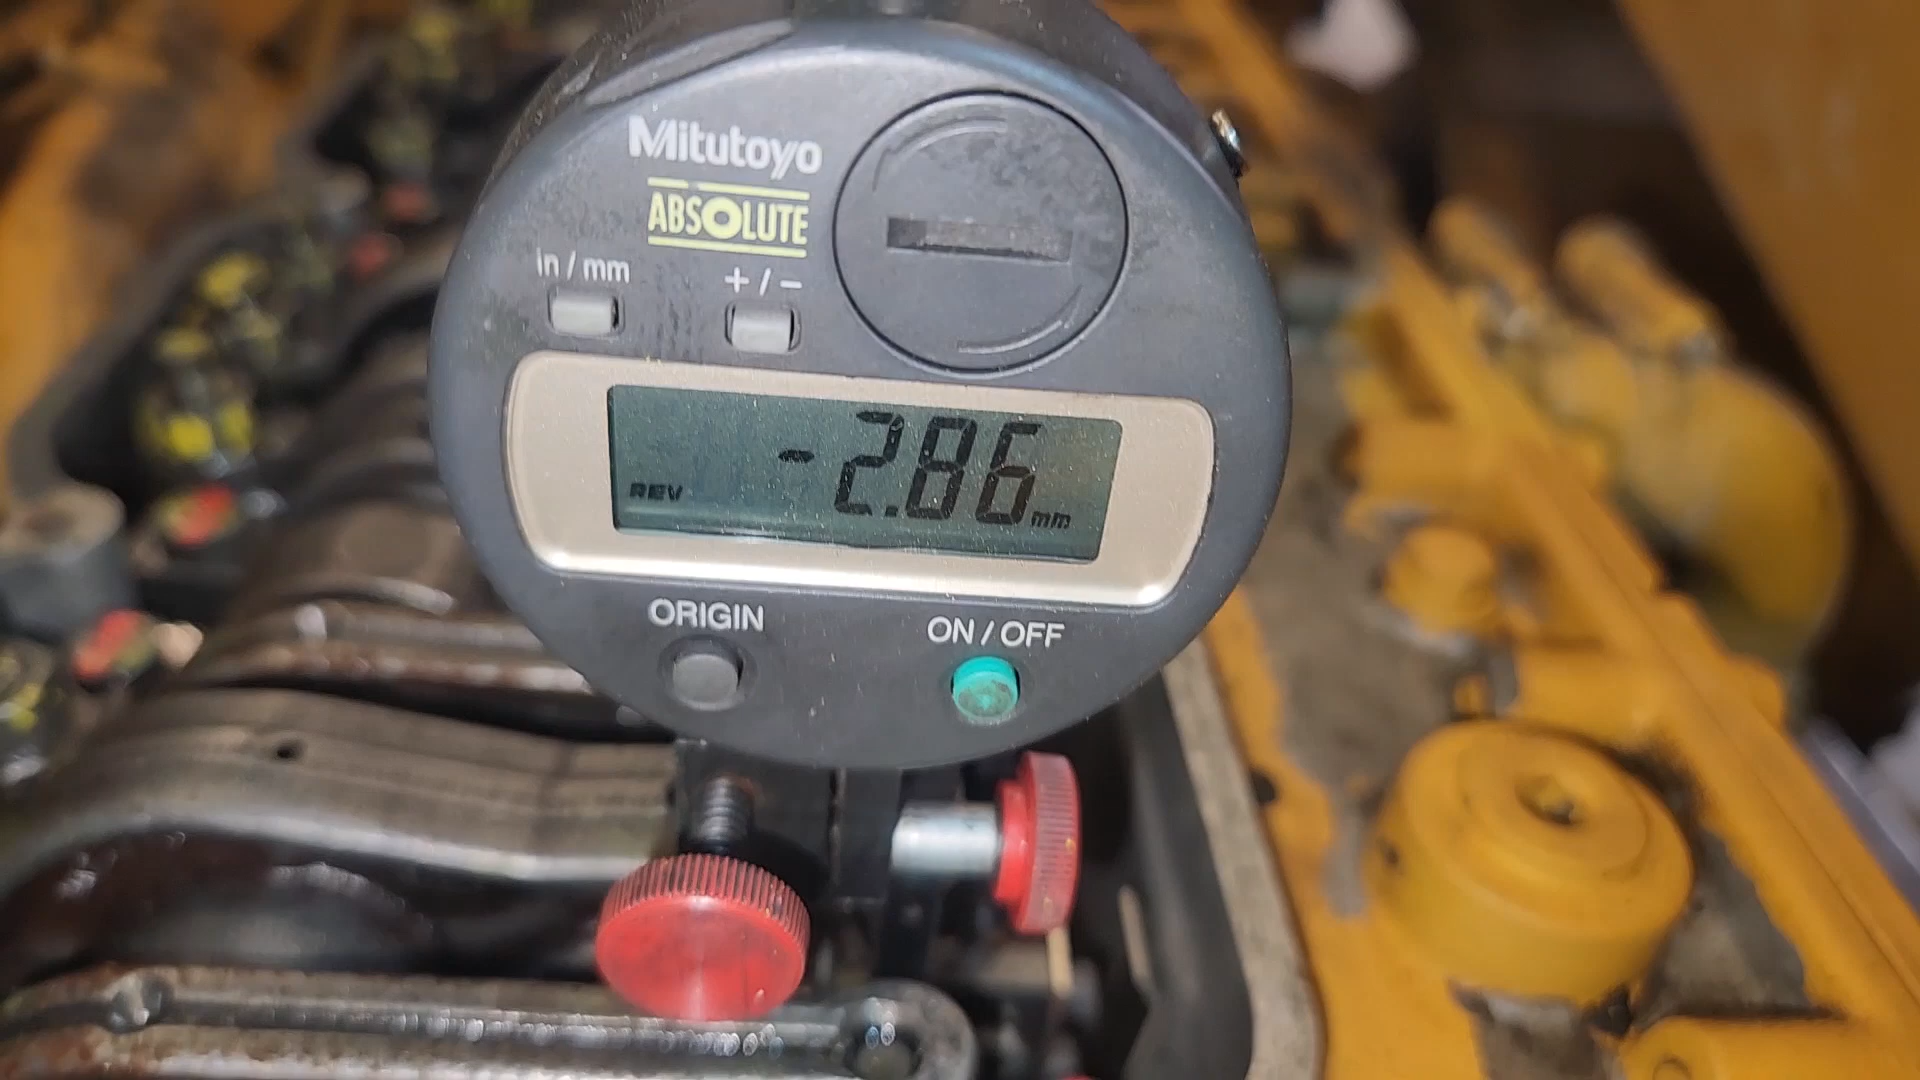 Mitutoyo
ABSOLUTE
in/mm
+/-
REV
-2.86 mm
ORIGIN
ON/OFF